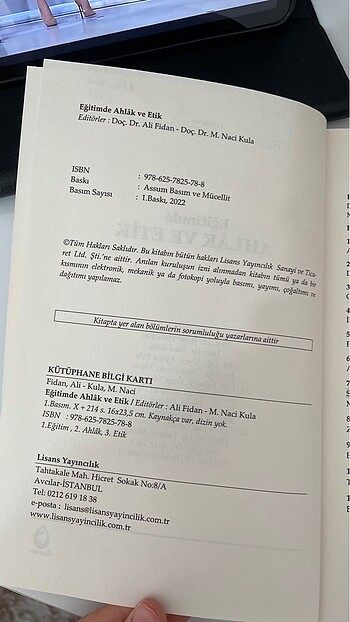 Eğitimde Ahlâk ve Etik
Editörler : Doç. Dr. Ali Fidan - Doç. Dr. M. Naci Kula
ISBN : 978-625-7825-78-8
Baskı : Assum Basım ve Mücellit
Basım Sayısı : 1.Baskı, 2022
©Tüm Hakları Saklıdır. Bu kitabın bütün hakları Lisans Yayıncılık Sanayi ve Tica-
ret Ltd. Şti.'ne aittir. Anılan kuruluşun izni alınmadan kitabın tümü ya da bir
kısmının elektronik, mekanik ya da fotokopi yoluyla basımı, yayımı, çoğaltımı ve
dağıtımı yapılamaz.
Kitapta yer alan bölümlerin sorumluluğu yazarlarına aittir
KÜTÜPHANE BİLGİ KARTI
Fidan, Ali - Kula, M. Naci
Eğitimde Ahlâk ve Etik / Editörler : Ali Fidan - M. Naci Kula
1.Basım. X + 214 s. 16x23,5 cm. Kaynakça var, dizin yok.
ISBN : 978-625-7825-78-8
1.Eğitim , 2. Ahlâk, 3. Etik
Lisans Yayıncılık
Tahtakale Mah. Hicret Sokak No:8/A
Avcılar-İSTANBUL
Tel: 0212 619 18 38
e-posta : lisans@lisansyayincilik.com.tr
www.lisansyayincilik.com.tr